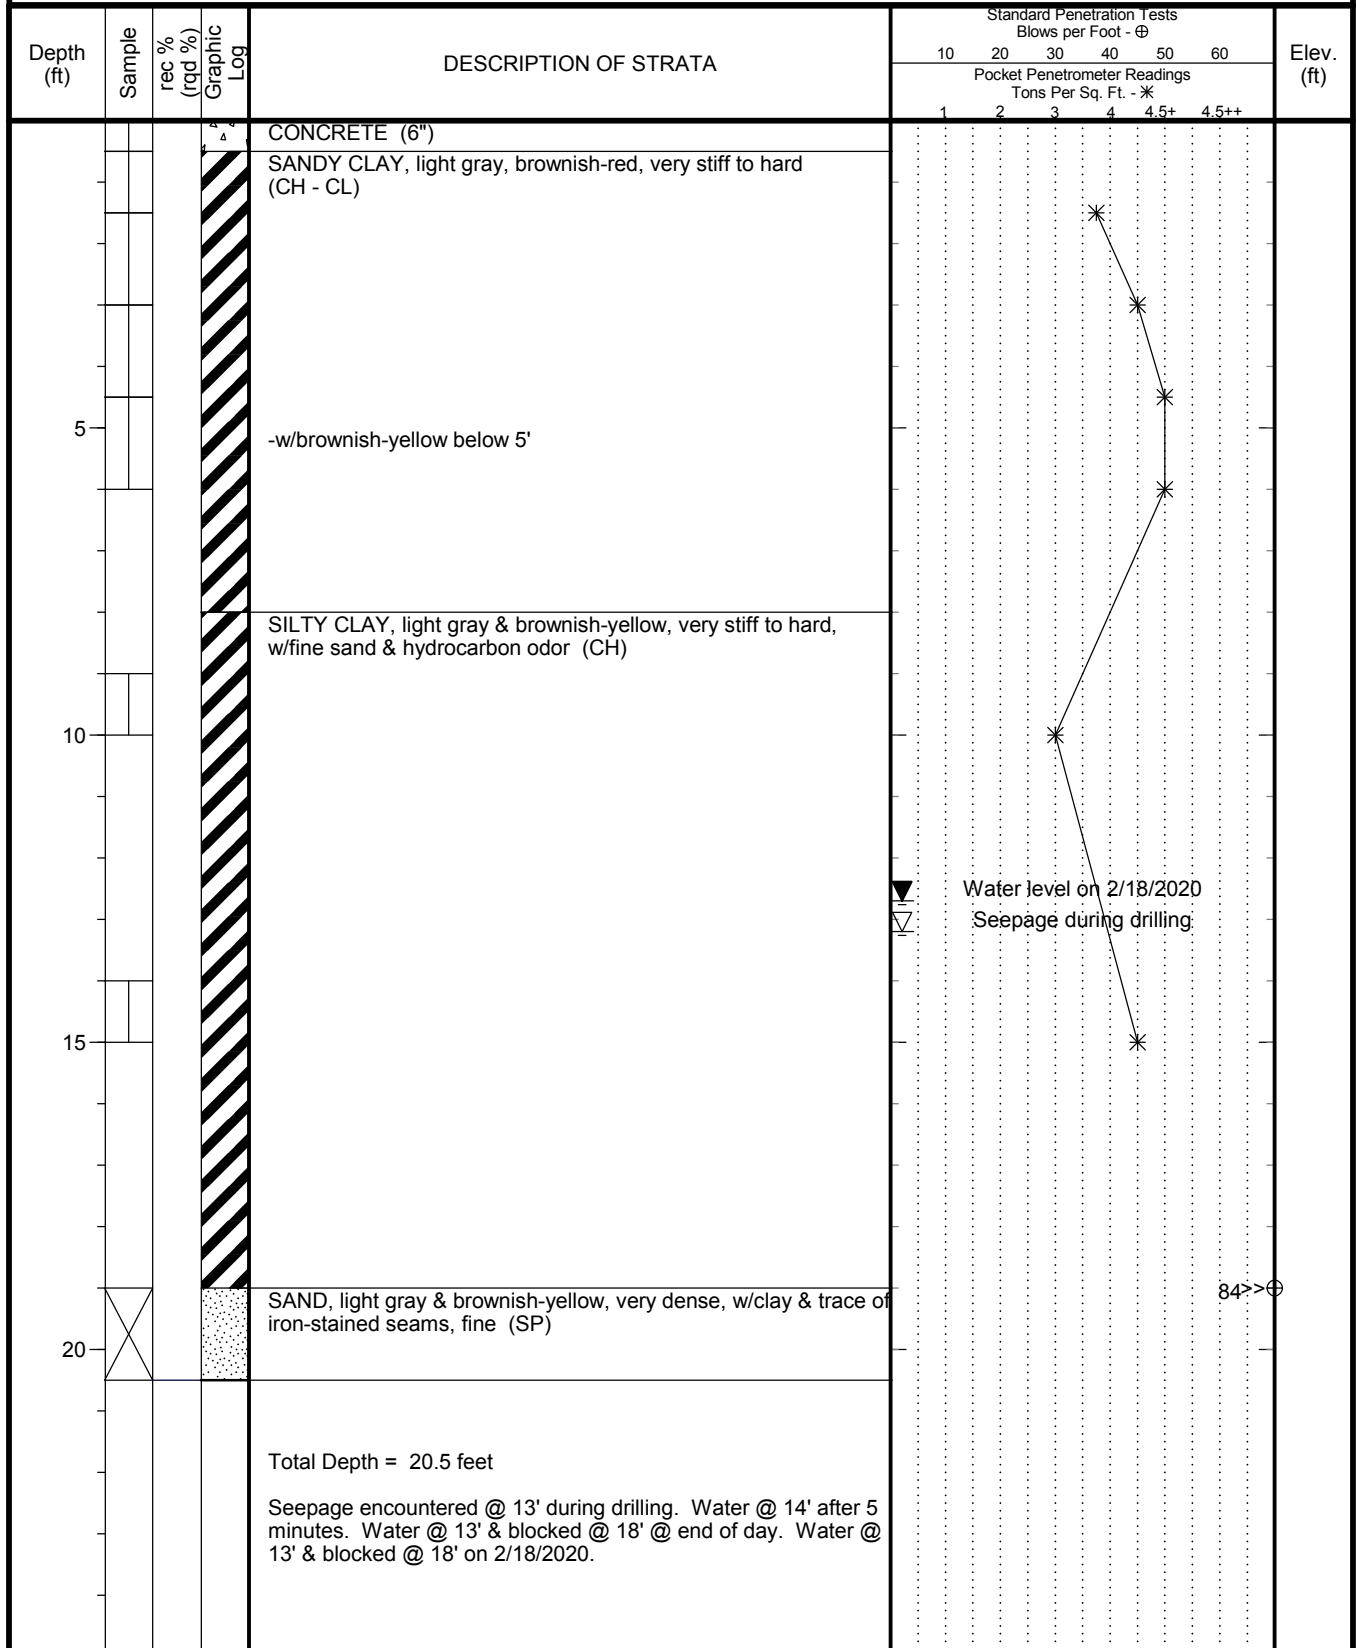 Depth
(ft)
Sample
rec %
(rqd %)
Graphic
Log
DESCRIPTION OF STRATA
Standard Penetration Tests
Blows per Foot - ⊕
10 20 30 40 50 60
Pocket Penetrometer Readings
Tons Per Sq. Ft. - ✳
1 2 3 4 4.5+ 4.5++
Elev.
(ft)
CONCRETE (6")
SANDY CLAY, light gray, brownish-red, very stiff to hard
(CH - CL)
5
-w/brownish-yellow below 5'
SILTY CLAY, light gray & brownish-yellow, very stiff to hard,
w/fine sand & hydrocarbon odor (CH)
10
Water level on 2/18/2020
Seepage during drilling
15
84>>
SAND, light gray & brownish-yellow, very dense, w/clay & trace of
iron-stained seams, fine (SP)
20
Total Depth = 20.5 feet
Seepage encountered @ 13' during drilling. Water @ 14' after 5
minutes. Water @ 13' & blocked @ 18' @ end of day. Water @
13' & blocked @ 18' on 2/18/2020.